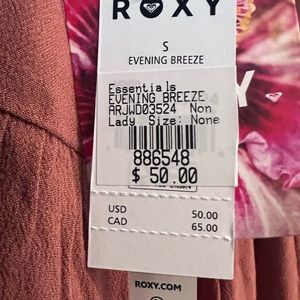 ROXY
S
EVENING BREEZE
Essentials
EVENING BREEZE
ARJWD03524 Non
Lady Size: None
886548
$ 50.00
USD 50.00
CAD 65.00
ROXY.COM
Y